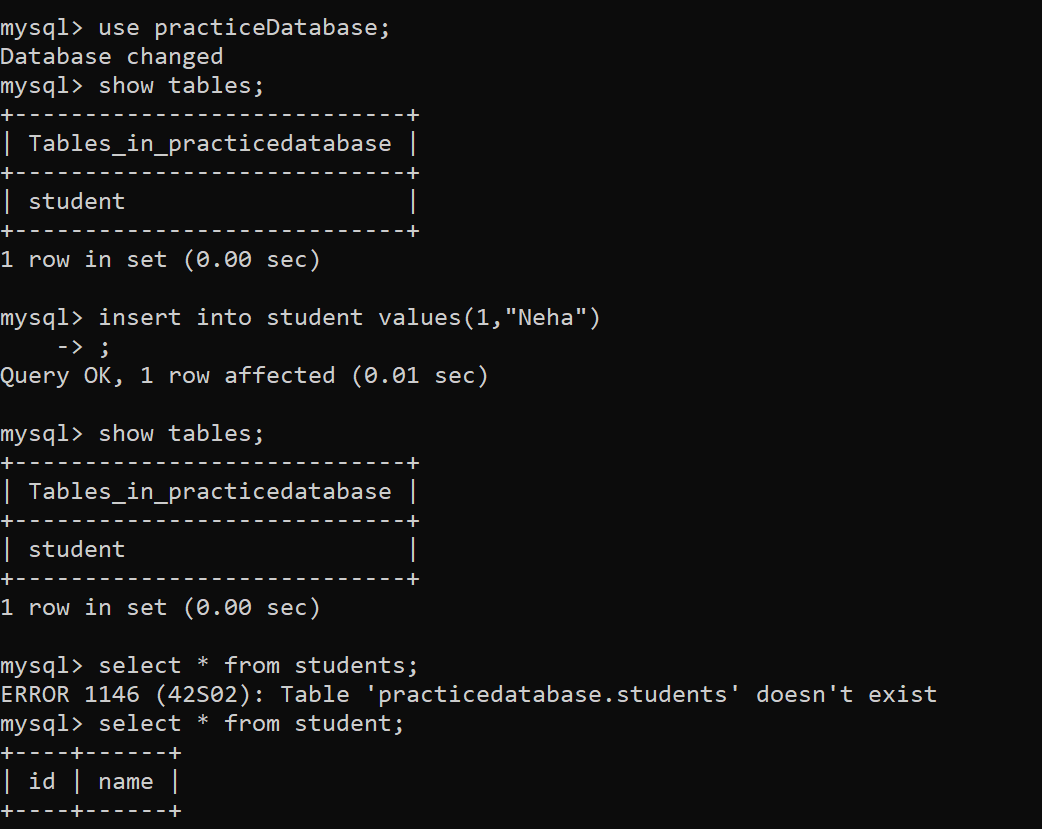 mysql> use practiceDatabase;
Database changed
mysql> show tables;
+----------------------------+
| Tables_in_practicedatabase |
+----------------------------+
| student                    |
+----------------------------+
1 row in set (0.00 sec)

mysql> insert into student values(1,"Neha")
    -> ;
Query OK, 1 row affected (0.01 sec)

mysql> show tables;
+----------------------------+
| Tables_in_practicedatabase |
+----------------------------+
| student                    |
+----------------------------+
1 row in set (0.00 sec)

mysql> select * from students;
ERROR 1146 (42S02): Table 'practicedatabase.students' doesn't exist
mysql> select * from student;
+----+------+
| id | name |
+----+------+